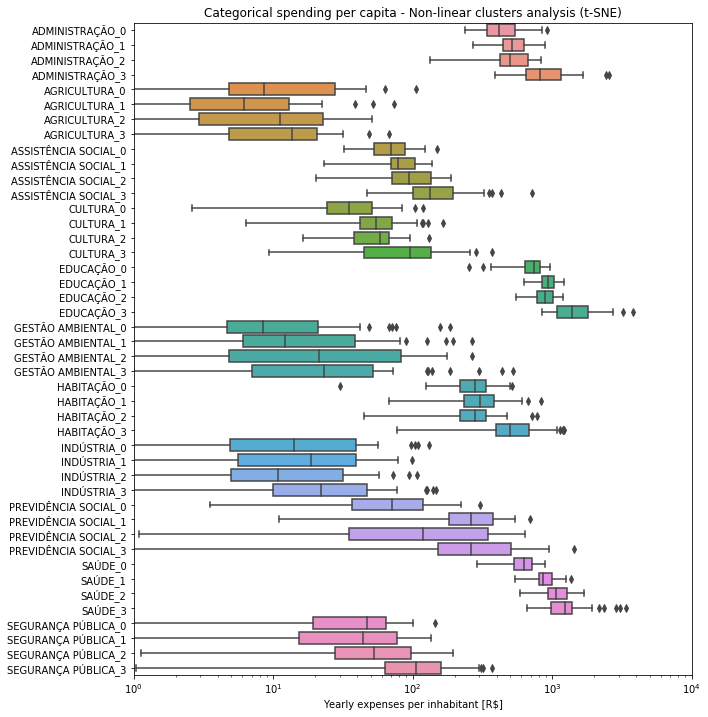 Categorical spending per capita - Non-linear clusters analysis (t-SNE)
ADMINISTRAÇÃO_0
ADMINISTRAÇÃO_1
ADMINISTRAÇÃO_2
ADMINISTRAÇÃO_3
AGRICULTURA_0
AGRICULTURA_1
AGRICULTURA_2
AGRICULTURA_3
ASSISTÊNCIA SOCIAL_0
ASSISTÊNCIA SOCIAL_1
ASSISTÊNCIA SOCIAL_2
ASSISTÊNCIA SOCIAL_3
CULTURA_0
CULTURA_1
CULTURA_2
CULTURA_3
EDUCAÇÃO_0
EDUCAÇÃO_1
EDUCAÇÃO_2
EDUCAÇÃO_3
GESTÃO AMBIENTAL_0
GESTÃO AMBIENTAL_1
GESTÃO AMBIENTAL_2
GESTÃO AMBIENTAL_3
HABITAÇÃO_0
HABITAÇÃO_1
HABITAÇÃO_2
HABITAÇÃO_3
INDÚSTRIA_0
INDÚSTRIA_1
INDÚSTRIA_2
INDÚSTRIA_3
PREVIDÊNCIA SOCIAL_0
PREVIDÊNCIA SOCIAL_1
PREVIDÊNCIA SOCIAL_2
PREVIDÊNCIA SOCIAL_3
SAÚDE_0
SAÚDE_1
SAÚDE_2
SAÚDE_3
SEGURANÇA PÚBLICA_0
SEGURANÇA PÚBLICA_1
SEGURANÇA PÚBLICA_2
SEGURANÇA PÚBLICA_3
10⁰ 10¹ 10² 10³ 10⁴
Yearly expenses per inhabitant [R$]